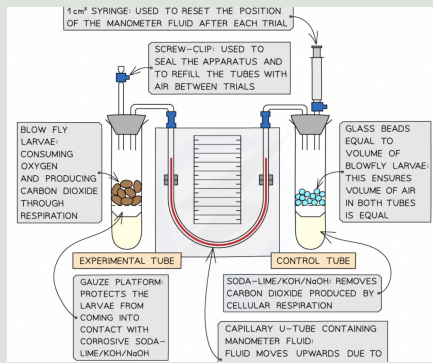 1cm³ SYRINGE: USED TO RESET THE POSITION
OF THE MANOMETER FLUID AFTER EACH TRIAL
SCREW-CLIP: USED TO
SEAL THE APPARATUS AND
TO REFILL THE TUBES WITH
AIR BETWEEN TRIALS
BLOW FLY
LARVAE:
CONSUMING
OXYGEN
AND PRODUCING
CARBON DIOXIDE
THROUGH
RESPIRATION
GLASS BEADS
EQUAL TO
VOLUME OF
BLOWFLY LARVAE:
THIS ENSURES
VOLUME OF AIR
IN BOTH TUBES
IS EQUAL
EXPERIMENTAL TUBE
CONTROL TUBE
GAUZE PLATFORM:
PROTECTS THE
LARVAE FROM
COMING INTO
CONTACT WITH
CORROSIVE SODA-
LIME/KOH/NaOH
SODA-LIME/KOH/NaOH: REMOVES
CARBON DIOXIDE PRODUCED BY
CELLULAR RESPIRATION
CAPILLARY U-TUBE CONTAINING
MANOMETER FLUID:
FLUID MOVES UPWARDS DUE TO